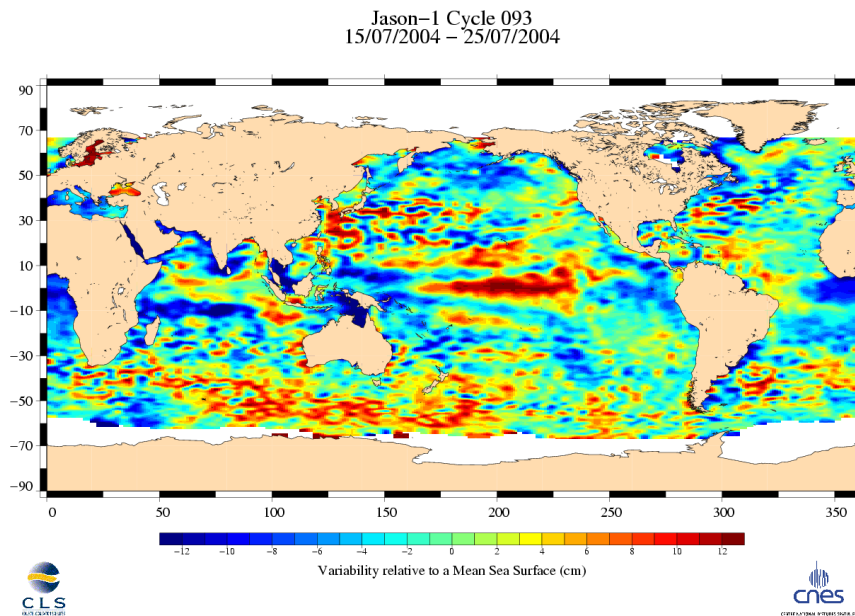 Jason−1 Cycle 093
15/07/2004 − 25/07/2004
90
70
50
30
10
−10
−30
−50
−70
−90
0 50 100 150 200 250 300 350
−12 −10 −8 −6 −4 −2 0 2 4 6 8 10 12
Variability relative to a Mean Sea Surface (cm)
CLS
cnes